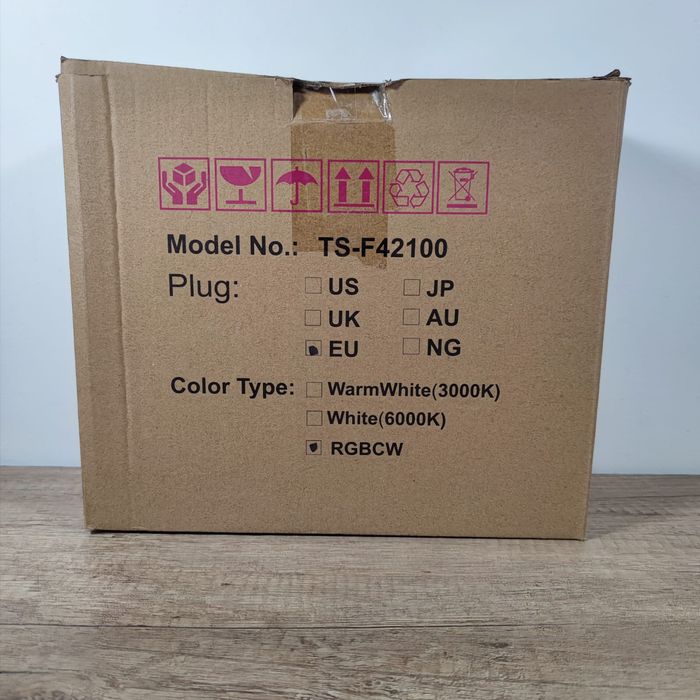 Model No.: TS-F42100
Plug: US JP
UK AU
EU NG
Color Type: WarmWhite(3000K)
White(6000K)
RGBCW